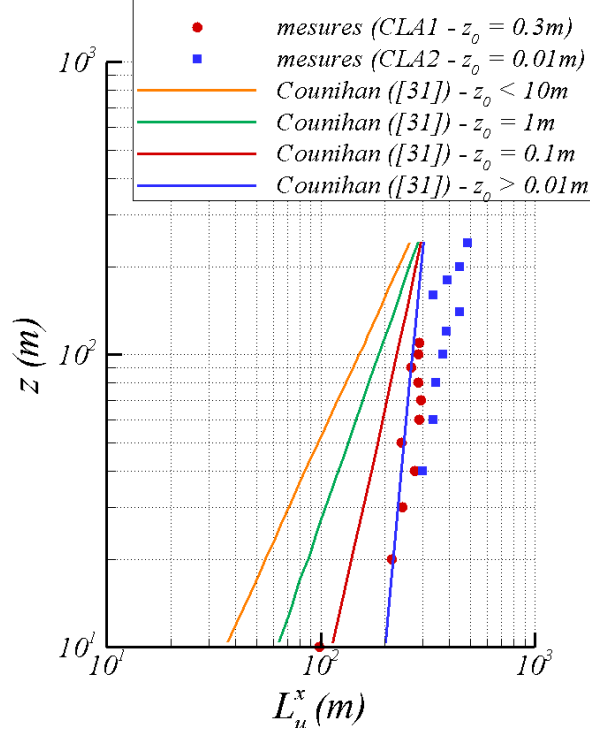 mesures (CLA1 - z₀ = 0.3m)
mesures (CLA2 - z₀ = 0.01m)
Counihan ([31]) - z₀ < 10m
Counihan ([31]) - z₀ = 1m
Counihan ([31]) - z₀ = 0.1m
Counihan ([31]) - z₀ > 0.01m
10³
10²
10¹
z (m)
10¹ 10² 10³
Lᵤˣ (m)